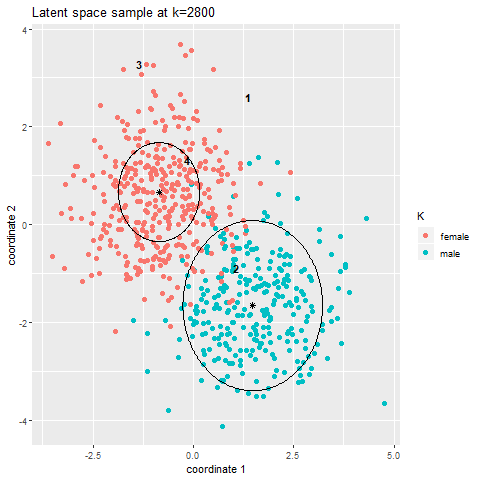 Latent space sample at k=2800
4
2
0
-2
-4
3
1
4
2
*
*
-2.5
0.0
2.5
5.0
coordinate 1
coordinate 2
K
female
male